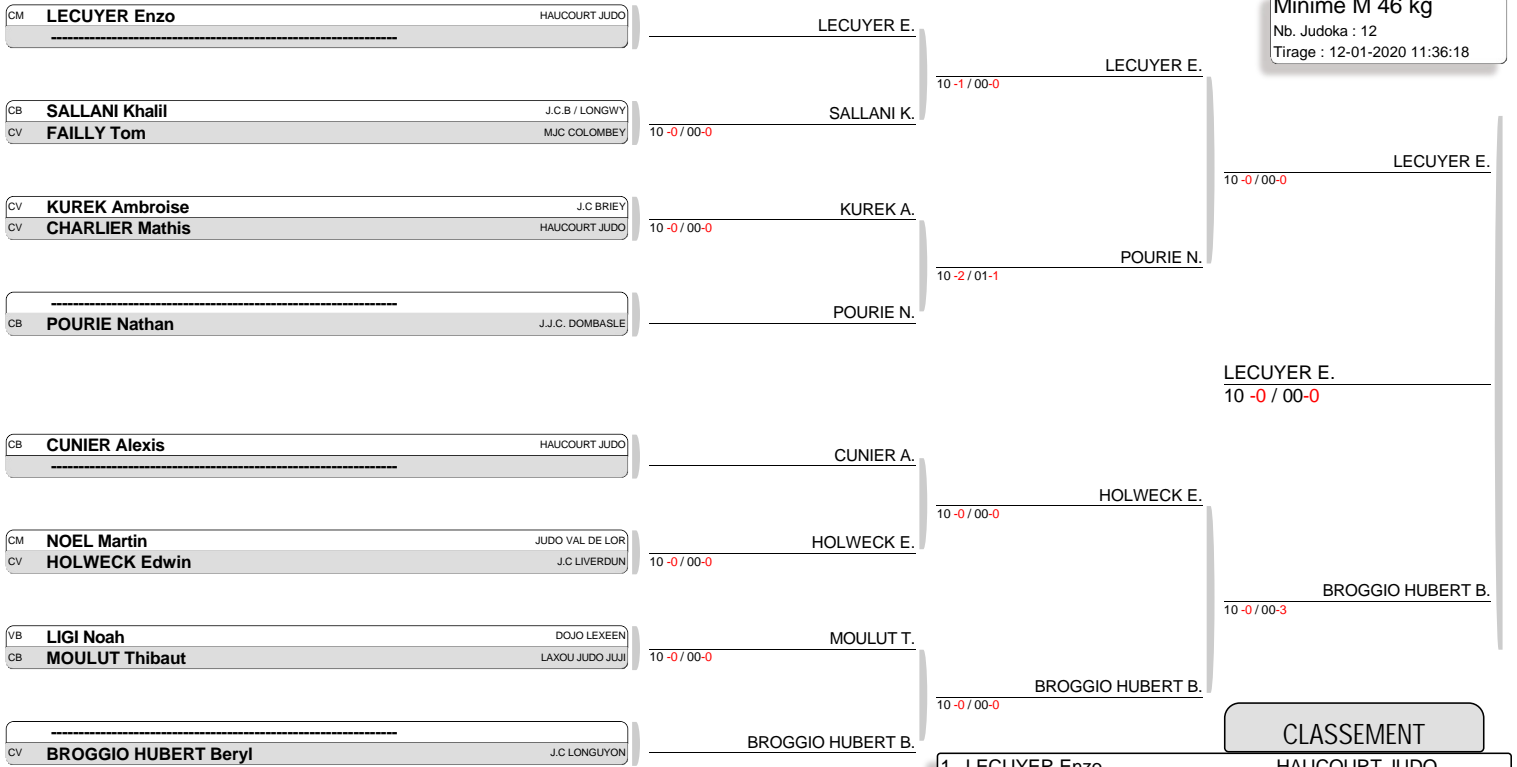 Minime M 46 kg
Nb. Judoka : 12
Tirage : 12-01-2020 11:36:18
CM LECUYER Enzo HAUCOURT JUDO
----------------------------------------------------------------
LECUYER E.
LECUYER E.
10 -1 / 00-0
CB SALLANI Khalil J.C.B / LONGWY
CV FAILLY Tom MJC COLOMBEY
SALLANI K.
10 -0 / 00-0
LECUYER E.
10 -0 / 00-0
CV KUREK Ambroise J.C BRIEY
CV CHARLIER Mathis HAUCOURT JUDO
KUREK A.
10 -0 / 00-0
POURIE N.
10 -2 / 01-1
----------------------------------------------------------------
CB POURIE Nathan J.J.C. DOMBASLE
POURIE N.
LECUYER E.
10 -0 / 00-0
CB CUNIER Alexis HAUCOURT JUDO
----------------------------------------------------------------
CUNIER A.
HOLWECK E.
10 -0 / 00-0
CM NOEL Martin JUDO VAL DE LOR
CV HOLWECK Edwin J.C LIVERDUN
HOLWECK E.
10 -0 / 00-0
BROGGIO HUBERT B.
10 -0 / 00-3
VB LIGI Noah DOJO LEXEEN
CB MOULUT Thibaut LAXOU JUDO JUJI
MOULUT T.
10 -0 / 00-0
BROGGIO HUBERT B.
10 -0 / 00-0
----------------------------------------------------------------
CV BROGGIO HUBERT Beryl J.C LONGUYON
BROGGIO HUBERT B.
CLASSEMENT
1 LECUYER Enzo HAUCOURT JUDO